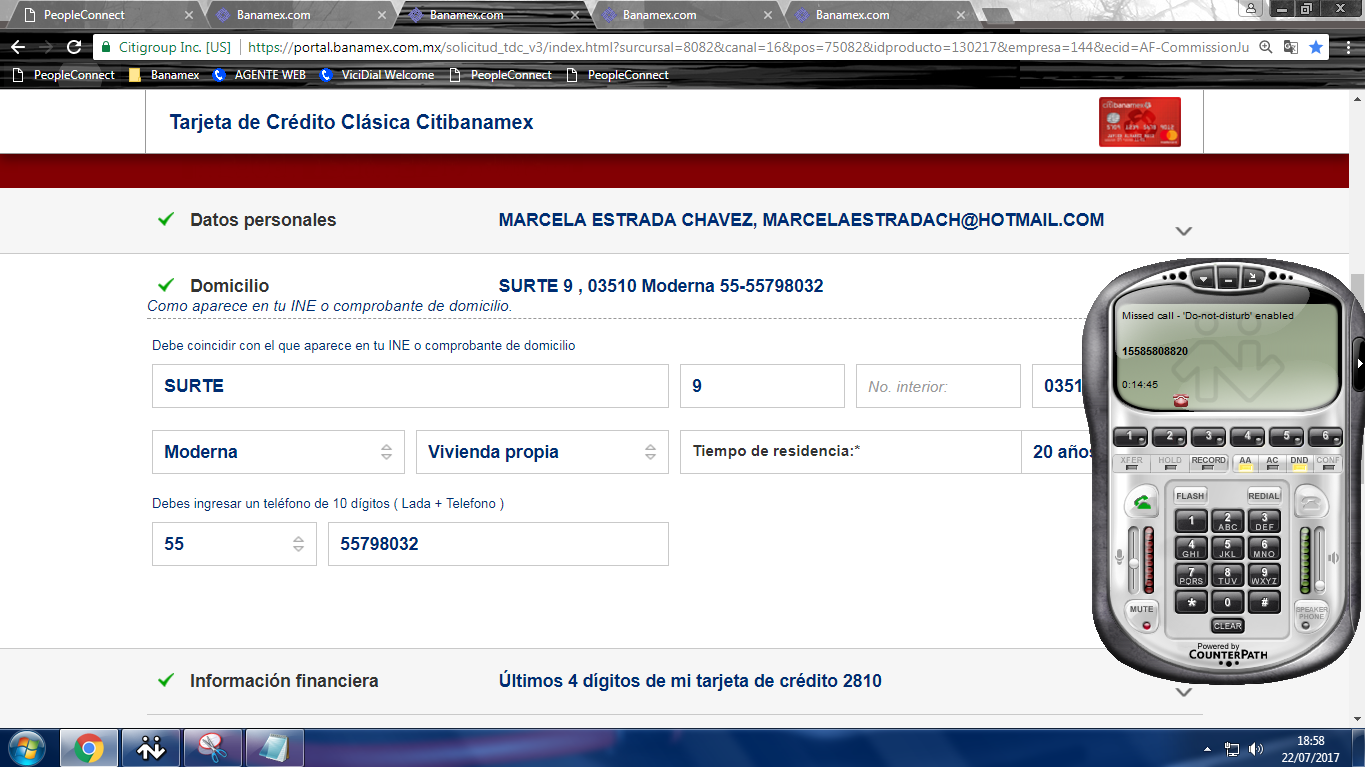 PeopleConnect
Banamex.com
Banamex.com
Banamex.com
Banamex.com
Citigroup Inc. [US] https://portal.banamex.com.mx/solicitud_tdc_v3/index.html?surcursal=8082&canal=16&pos=75082&idproducto=130217&empresa=144&ecid=AF-CommissionJu
PeopleConnect Banamex AGENTE WEB ViciDial Welcome PeopleConnect PeopleConnect
Tarjeta de Crédito Clásica Citibanamex
citibanamex
Datos personales MARCELA ESTRADA CHAVEZ, MARCELAESTRADACH@HOTMAIL.COM
Domicilio SURTE 9 , 03510 Moderna 55-55798032
Como aparece en tu INE o comprobante de domicilio.
Debe coincidir con el que aparece en tu INE o comprobante de domicilio
SURTE 9 No. interior: 0351
Moderna Vivienda propia Tiempo de residencia:* 20 años
Debes ingresar un teléfono de 10 dígitos ( Lada + Telefono )
55 55798032
Información financiera Últimos 4 dígitos de mi tarjeta de crédito 2810
Missed call - 'Do-not-disturb' enabled
15585808820
0:14:45
1 2 3 4 5 6
XFER HOLD RECORD AA AC DND CONF
FLASH REDIAL
1 2 ABC 3 DEF
4 GHI 5 JKL 6 MNO
7 PQRS 8 TUV 9 WXYZ
* 0 #
MUTE SPEAKER PHONE
CLEAR
Powered by
COUNTERPATH
18:58
22/07/2017